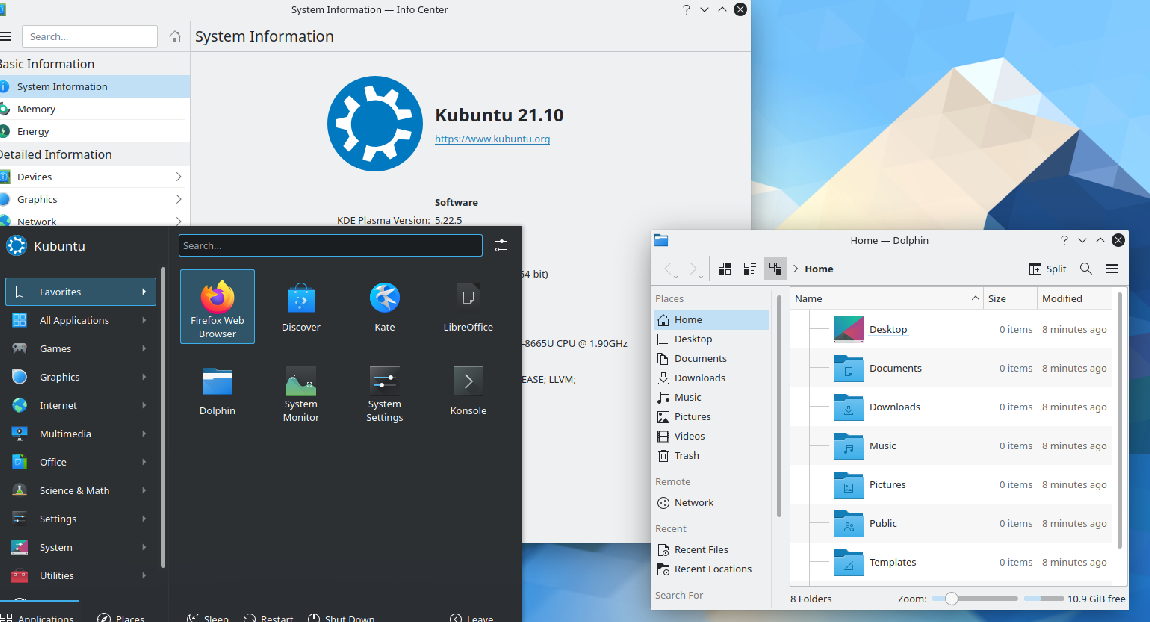 System Information — Info Center
Search...
System Information
Basic Information
System Information
Memory
Energy
Detailed Information
Devices
Graphics
Network
Kubuntu 21.10
https://www.kubuntu.org
Software
KDE Plasma Version: 5.22.5
64 bit)
-8665U CPU @ 1.90GHz
EASE, LLVM;
Kubuntu
Search...
Favorites
All Applications
Games
Graphics
Internet
Multimedia
Office
Science & Math
Settings
System
Utilities
Firefox Web
Browser
Discover
Kate
LibreOffice
Dolphin
System
Monitor
System
Settings
Konsole
Applications
Places
Sleep
Restart
Shut Down
Leave
Home — Dolphin
Home
Split
Places
Home
Desktop
Documents
Downloads
Music
Pictures
Videos
Trash
Remote
Network
Recent
Recent Files
Recent Locations
Search For
Name Size Modified
Desktop 0 items 8 minutes ago
Documents 0 items 8 minutes ago
Downloads 0 items 8 minutes ago
Music 0 items 8 minutes ago
Pictures 0 items 8 minutes ago
Public 0 items 8 minutes ago
Templates 0 items 8 minutes ago
8 Folders Zoom: 10.9 GiB free